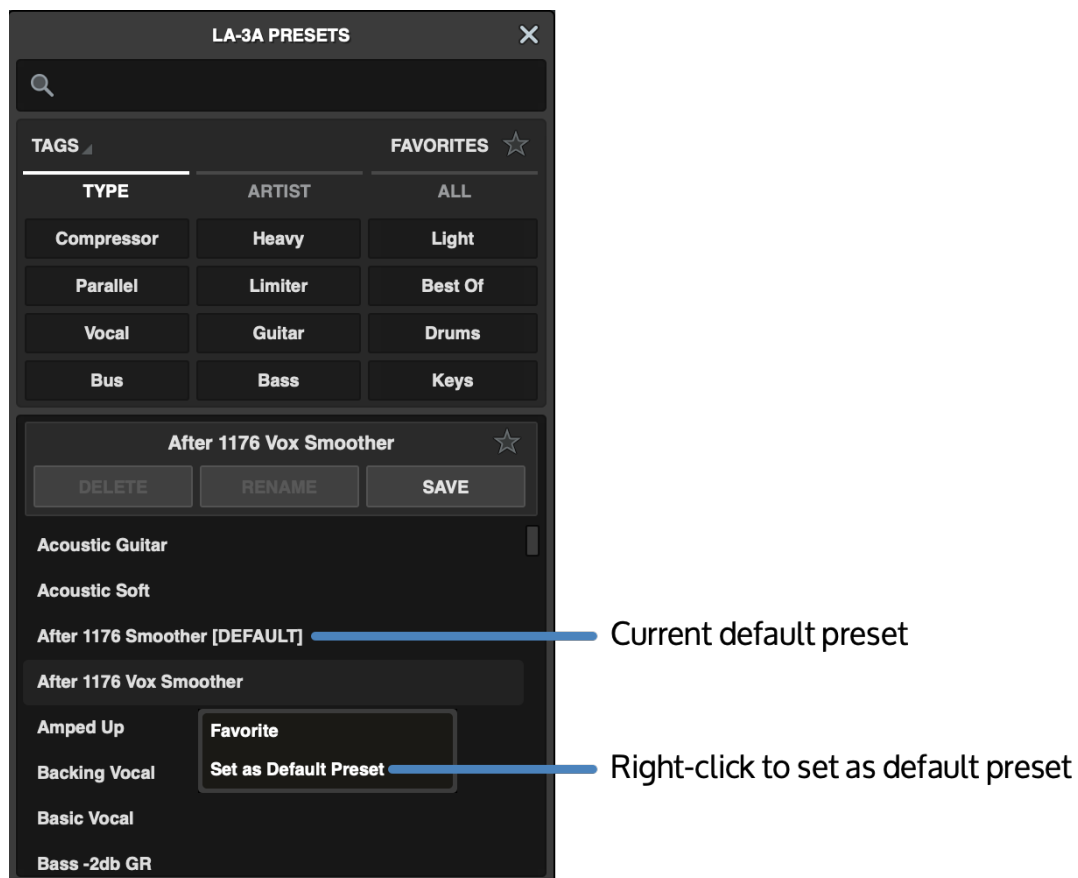 LA-3A PRESETS
TAGS FAVORITES
TYPE ARTIST ALL
Compressor Heavy Light
Parallel Limiter Best Of
Vocal Guitar Drums
Bus Bass Keys
After 1176 Vox Smoother
DELETE RENAME SAVE
Acoustic Guitar
Acoustic Soft
After 1176 Smoother [DEFAULT] Current default preset
After 1176 Vox Smoother
Amped Up Favorite
Backing Vocal Set as Default Preset Right-click to set as default preset
Basic Vocal
Bass -2db GR